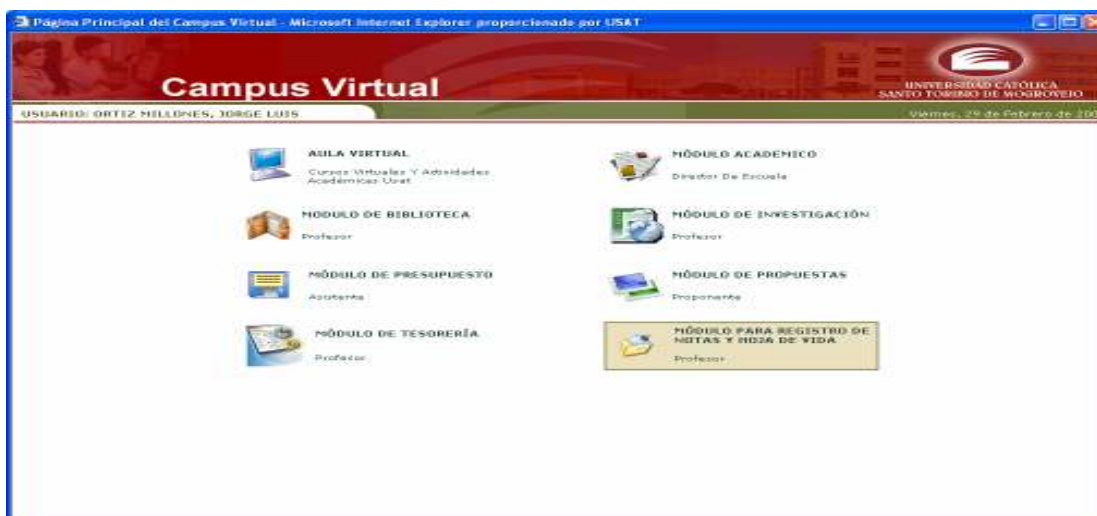 Página Principal del Campus Virtual - Microsoft Internet Explorer proporcionado por USAT
Campus Virtual
UNIVERSIDAD CATÓLICA
SANTO TORIBIO DE MOGROVEJO
USUARIO: ORTIZ MILLONES, JORGE LUIS
Viernes, 29 de Febrero de 200
AULA VIRTUAL
Cursos Virtuales Y Actividades
Académicas Usat
MÓDULO ACADEMICO
Director De Escuela
MODULO DE BIBLIOTECA
Profesor
MÓDULO DE INVESTIGACIÓN
Profesor
MÓDULO DE PRESUPUESTO
Asistente
MÓDULO DE PROPUESTAS
Proponente
MÓDULO DE TESORERÍA
Profesor
MÓDULO PARA REGISTRO DE
NOTAS Y HOJA DE VIDA
Profesor